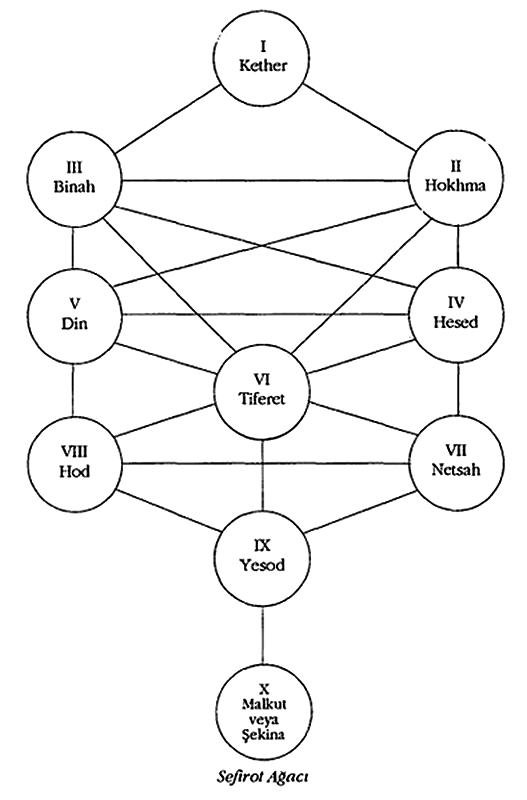 I
Kether
III
Binah
II
Hokhma
V
Din
IV
Hesed
VI
Tiferet
VIII
Hod
VII
Netsah
IX
Yesod
X
Malkut
veya
Şekina
Sefirot Ağacı